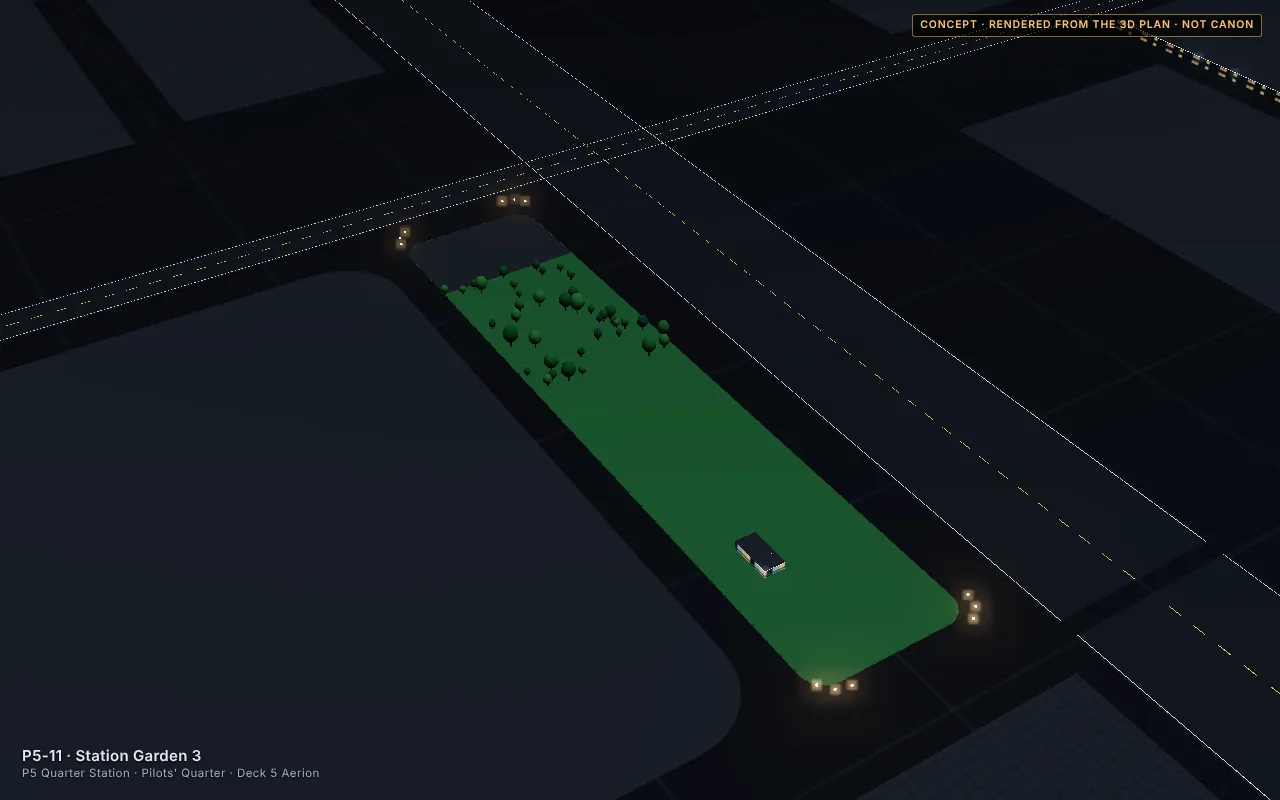 CONCEPT · RENDERED FROM THE 3D PLAN · NOT CANON
P5-11 · Station Garden 3
P5 Quarter Station · Pilots' Quarter · Deck 5 Aerion